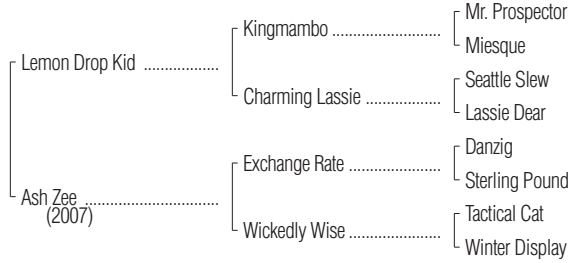 Mr. Prospector
Kingmambo ......................
Miesque
Lemon Drop Kid ...............
Seattle Slew
Charming Lassie ...............
Lassie Dear
Danzig
Exchange Rate ..................
Sterling Pound
Ash Zee ...........................
(2007)
Tactical Cat
Wickedly Wise ...................
Winter Display